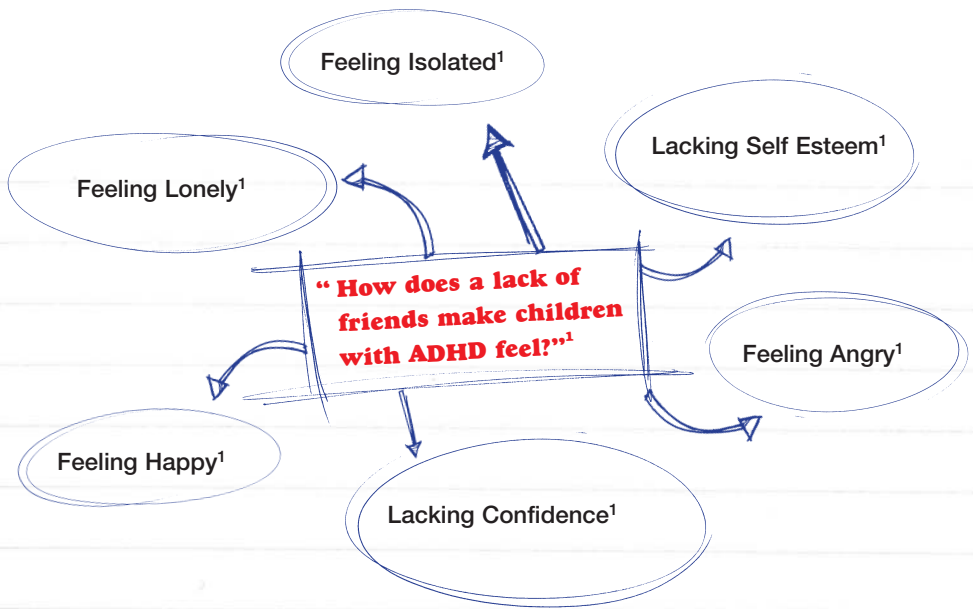 Feeling Isolated¹
Lacking Self Esteem¹
Feeling Lonely¹
“ How does a lack of
friends make children
with ADHD feel?”¹
Feeling Angry¹
Feeling Happy¹
Lacking Confidence¹